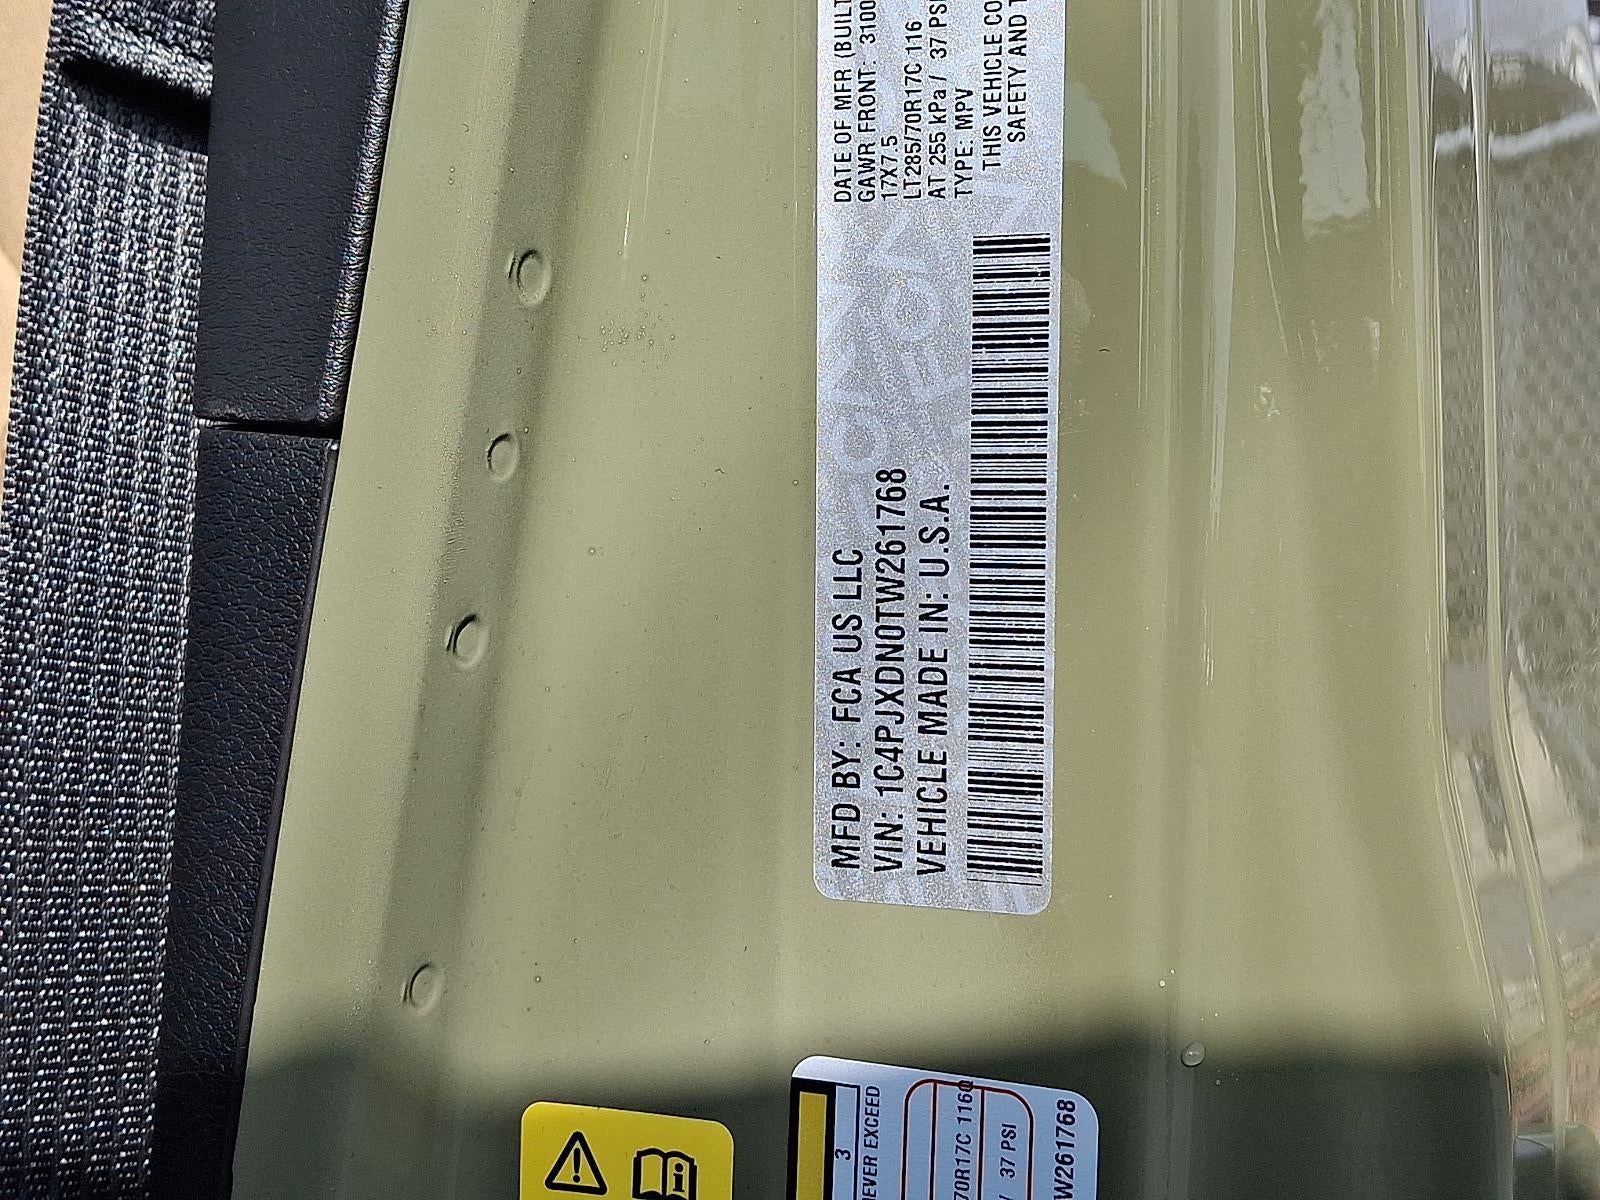 MFD BY: FCA US LLC
VIN: 1C4PJXDN0TW261768
VEHICLE MADE IN: U.S.A.
DATE OF MFR (BUILT
GAWR FRONT: 3100
17X7.5
LT285/70R17C 116
AT 255 kPa / 37 PSI
TYPE: MPV
THIS VEHICLE CO
SAFETY AND T
3
EVER EXCEED
70R17C 116Q
/ 37 PSI
W261768